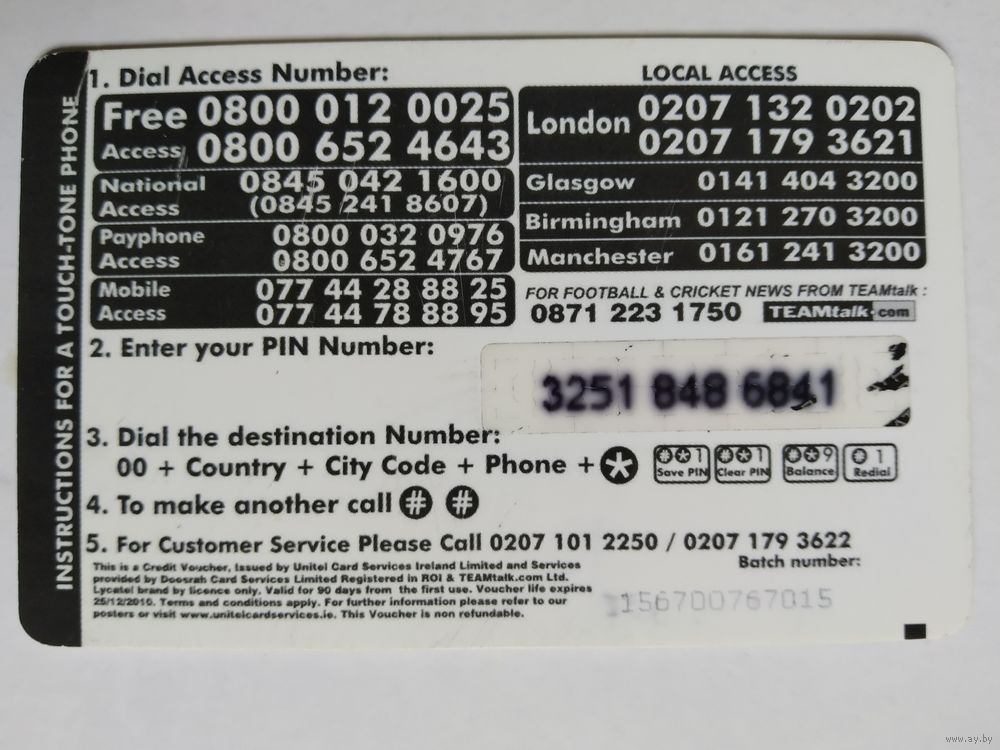 INSTRUCTIONS FOR A TOUCH-TONE PHONE
1. Dial Access Number:
Free Access 0800 012 0025
0800 652 4643
National Access 0845 042 1600
(0845 241 8607)
Payphone Access 0800 032 0976
0800 652 4767
Mobile Access 077 44 28 88 25
077 44 78 88 95
LOCAL ACCESS
London 0207 132 0202
0207 179 3621
Glasgow 0141 404 3200
Birmingham 0121 270 3200
Manchester 0161 241 3200
FOR FOOTBALL & CRICKET NEWS FROM TEAMtalk :
0871 223 1750 TEAMtalk.com
2. Enter your PIN Number:
3251 848 6841
3. Dial the destination Number:
00 + Country + City Code + Phone + *
#*1 Save PIN #*1 Clear PIN **9 Balance *1 Redial
4. To make another call # #
5. For Customer Service Please Call 0207 101 2250 / 0207 179 3622
This is a Credit Voucher, Issued by Unitel Card Services Ireland Limited and Services
provided by Doosrah Card Services Limited Registered in ROI & TEAMtalk.com Ltd.
Lycatel brand by licence only. Valid for 90 days from the first use. Voucher life expires
25/12/2010. Terms and conditions apply. For further information please refer to our
posters or visit www.unitelcardservices.ie. This Voucher is non refundable.
Batch number:
156700767015
www.ay.by